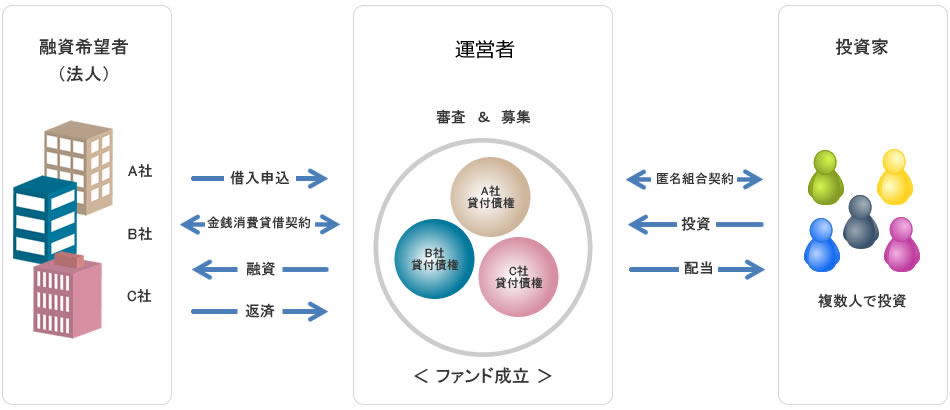 融資希望者
（法人）
A社
B社
C社
借入申込
金銭消費貸借契約
融資
返済
運営者
審査 ＆ 募集
A社
貸付債権
B社
貸付債権
C社
貸付債権
＜ ファンド成立 ＞
匿名組合契約
投資
配当
投資家
複数人で投資